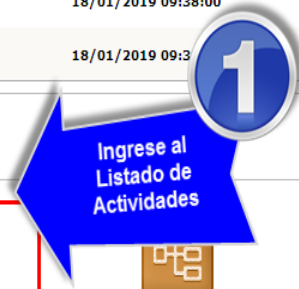 18/01/2019 09:38:00
18/01/2019 09:3
1
Ingrese al
Listado de
Actividades